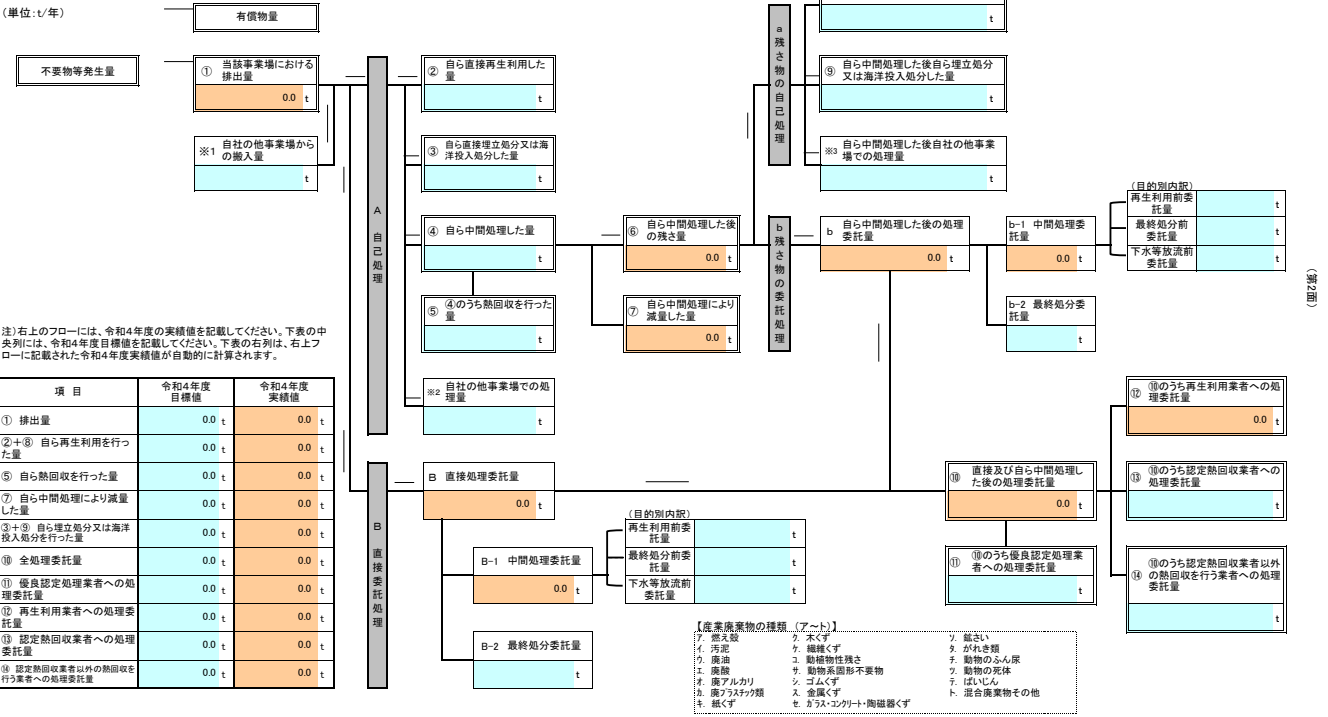 （単位：t/年）
有償物量
不要物等発生量
① 当該事業場における
排出量
0.0 t
※1 自社の他事業場から
の搬入量
t
A 自己処理
② 自ら直接再生利用した
量
t
③ 自ら直接埋立処分又は海
洋投入処分した量
t
④ 自ら中間処理した量
t
⑤ ④のうち熱回収を行った
量
t
※2 自社の他事業場での処
理量
t
⑥ 自ら中間処理した後
の残さ量
0.0 t
⑦ 自ら中間処理により
減量した量
0.0 t
a 残さ物の自己処理
t
⑨ 自ら中間処理した後自ら埋立処分
又は海洋投入処分した量
t
※3 自ら中間処理した後自社の他事業
場での処理量
t
b 残さ物の委託処理
b 自ら中間処理した後の処理
委託量
0.0 t
b-1 中間処理委
託量
0.0 t
b-2 最終処分委
託量
t
（目的別内訳）
再生利用前委
託量
t
最終処分前
委託量
t
下水等放流前
委託量
t
（第2面）
注）右上のフローには、令和4年度の実績値を記載してください。下表の中
央列には、令和4年度目標値を記載してください。下表の右列は、右上フ
ローに記載された令和4年度実績値が自動的に計算されます。
項 目
令和4年度
目標値
令和4年度
実績値
① 排出量 0.0 t 0.0 t
②＋⑧ 自ら再生利用を行っ
た量
0.0 t 0.0 t
⑤ 自ら熱回収を行った量 0.0 t 0.0 t
⑦ 自ら中間処理により減量
した量
0.0 t 0.0 t
③＋⑨ 自ら埋立処分又は海洋
投入処分を行った量
0.0 t 0.0 t
⑩ 全処理委託量 0.0 t 0.0 t
⑪ 優良認定処理業者への処
理委託量
0.0 t 0.0 t
⑫ 再生利用業者への処理委
託量
0.0 t 0.0 t
⑬ 認定熱回収業者への処理
委託量
0.0 t 0.0 t
⑭ 認定熱回収業者以外の熱回収を
行う業者への処理委託量
0.0 t 0.0 t
B 直接委託処理
B 直接処理委託量
0.0 t
B-1 中間処理委託量
0.0 t
B-2 最終処分委託量
t
（目的別内訳）
再生利用前委
託量
t
最終処分前委
託量
t
下水等放流前
委託量
t
⑩ 直接及び自ら中間処理し
た後の処理委託量
0.0 t
⑪ ⑩のうち優良認定処理業
者への処理委託量
t
⑫ ⑩のうち再生利用業者への処
理委託量
0.0 t
⑬ ⑩のうち認定熱回収業者への
処理委託量
t
⑭ ⑩のうち認定熱回収業者以外
の熱回収を行う業者への処理
委託量
t
【産業廃棄物の種類 （ア～ト）】
ア. 燃え殻
イ. 汚泥
ウ. 廃油
エ. 廃酸
オ. 廃アルカリ
カ. 廃プラスチック類
キ. 紙くず
ク. 木くず
ケ. 繊維くず
コ. 動植物性残さ
サ. 動物系固形不要物
シ. ゴムくず
ス. 金属くず
セ. ガラス・コンクリート・陶磁器くず
ソ. 鉱さい
タ. がれき類
チ. 動物のふん尿
ツ. 動物の死体
テ. ばいじん
ト. 混合廃棄物その他